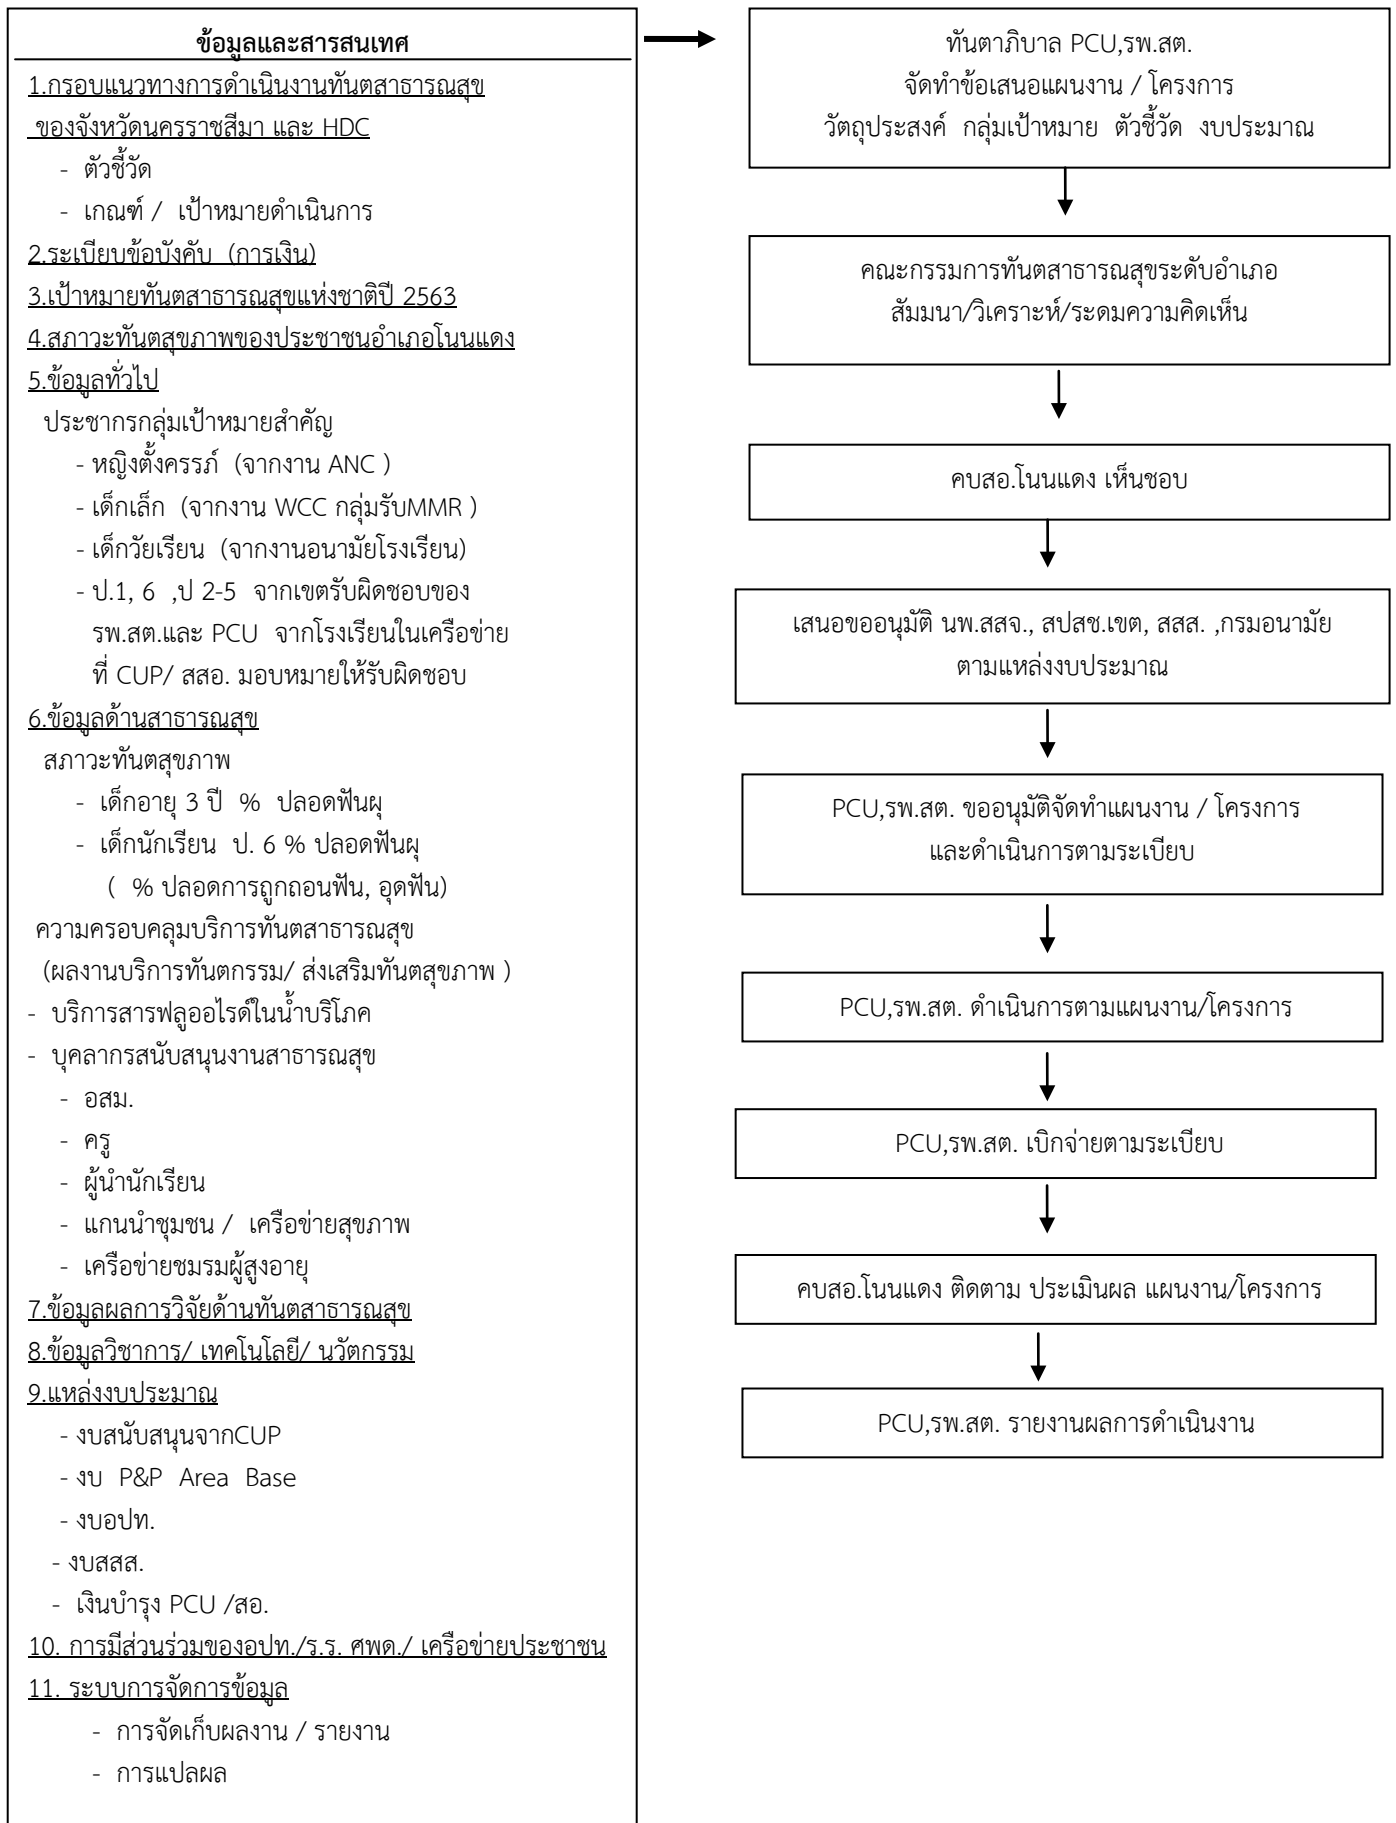 ข้อมูลและสารสนเทศ
1.กรอบแนวทางการดำเนินงานทันตสาธารณสุข
ของจังหวัดนครราชสีมา และ HDC
- ตัวชี้วัด
- เกณฑ์ / เป้าหมายดำเนินการ
2.ระเบียบข้อบังคับ (การเงิน)
3.เป้าหมายทันตสาธารณสุขแห่งชาติปี 2563
4.สภาวะทันตสุขภาพของประชาชนอำเภอโนนแดง
5.ข้อมูลทั่วไป
ประชากรกลุ่มเป้าหมายสำคัญ
- หญิงตั้งครรภ์ (จากงาน ANC )
- เด็กเล็ก (จากงาน WCC กลุ่มรับMMR )
- เด็กวัยเรียน (จากงานอนามัยโรงเรียน)
- ป.1, 6 ,ป 2-5 จากเขตรับผิดชอบของ
รพ.สต.และ PCU จากโรงเรียนในเครือข่าย
ที่ CUP/ สสอ. มอบหมายให้รับผิดชอบ
6.ข้อมูลด้านสาธารณสุข
สภาวะทันตสุขภาพ
- เด็กอายุ 3 ปี % ปลอดฟันผุ
- เด็กนักเรียน ป. 6 % ปลอดฟันผุ
( % ปลอดการถูกถอนฟัน, อุดฟัน)
ความครอบคลุมบริการทันตสาธารณสุข
(ผลงานบริการทันตกรรม/ ส่งเสริมทันตสุขภาพ )
- บริการสารฟลูออไรด์ในน้ำบริโภค
- บุคลากรสนับสนุนงานสาธารณสุข
- อสม.
- ครู
- ผู้นำนักเรียน
- แกนนำชุมชน / เครือข่ายสุขภาพ
- เครือข่ายชมรมผู้สูงอายุ
7.ข้อมูลผลการวิจัยด้านทันตสาธารณสุข
8.ข้อมูลวิชาการ/ เทคโนโลยี/ นวัตกรรม
9.แหล่งงบประมาณ
- งบสนับสนุนจากCUP
- งบ P&P Area Base
- งบอปท.
- งบสสส.
- เงินบำรุง PCU /สอ.
10. การมีส่วนร่วมของอปท./ร.ร. ศพด./ เครือข่ายประชาชน
11. ระบบการจัดการข้อมูล
- การจัดเก็บผลงาน / รายงาน
- การแปลผล
ทันตาภิบาล PCU,รพ.สต.
จัดทำข้อเสนอแผนงาน / โครงการ
วัตถุประสงค์ กลุ่มเป้าหมาย ตัวชี้วัด งบประมาณ
คณะกรรมการทันตสาธารณสุขระดับอำเภอ
สัมมนา/วิเคราะห์/ระดมความคิดเห็น
คบสอ.โนนแดง เห็นชอบ
เสนอขออนุมัติ นพ.สสจ., สปสช.เขต, สสส. ,กรมอนามัย
ตามแหล่งงบประมาณ
PCU,รพ.สต. ขออนุมัติจัดทำแผนงาน / โครงการ
และดำเนินการตามระเบียบ
PCU,รพ.สต. ดำเนินการตามแผนงาน/โครงการ
PCU,รพ.สต. เบิกจ่ายตามระเบียบ
คบสอ.โนนแดง ติดตาม ประเมินผล แผนงาน/โครงการ
PCU,รพ.สต. รายงานผลการดำเนินงาน